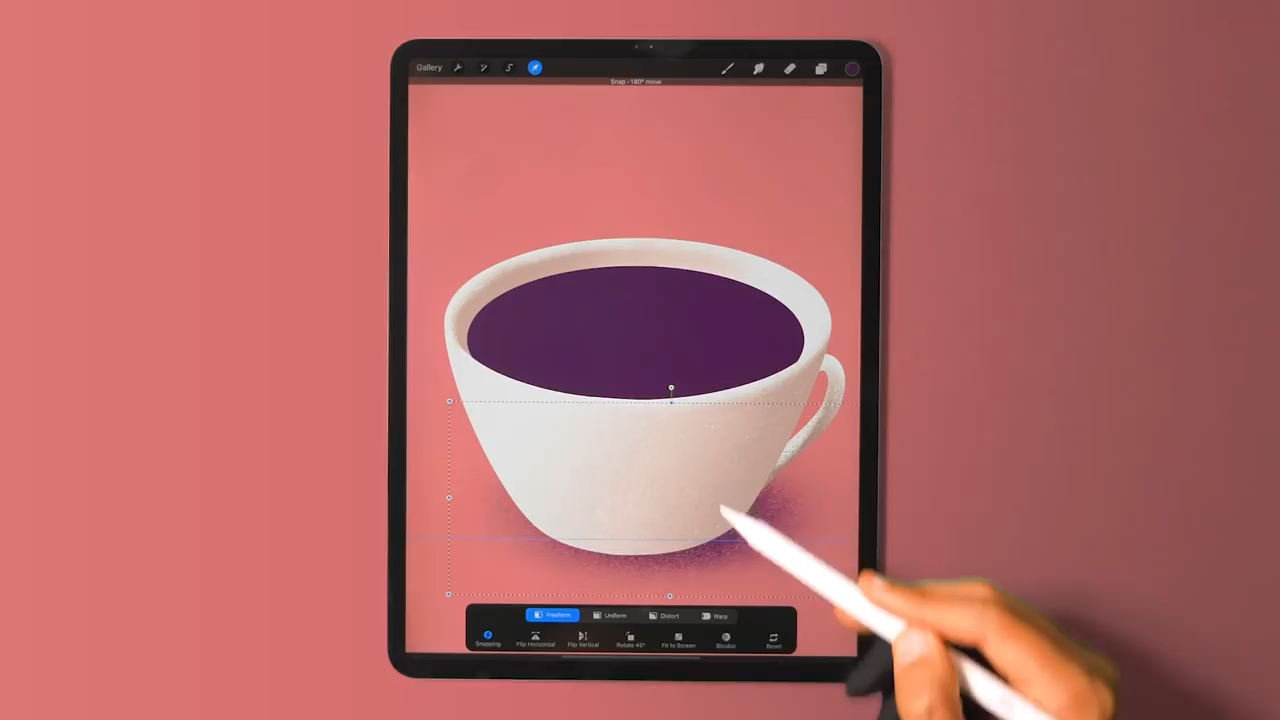 Gallery
Snap - 180° move
Freeform Uniform Distort Warp
Snapping Flip Horizontal Flip Vertical Rotate 45° Fit to Screen Bicubic Reset